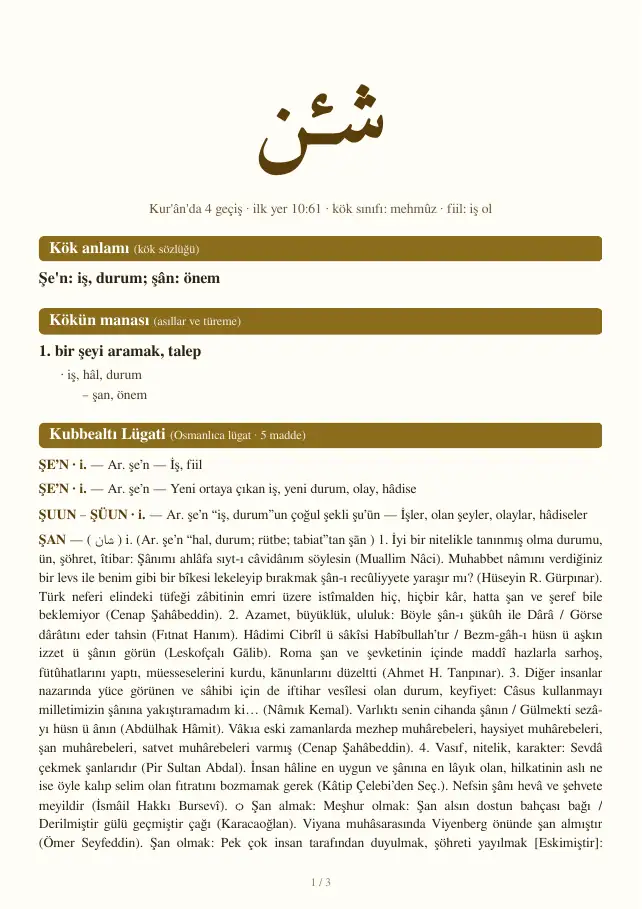 شئن
Kur'ân'da 4 geçiş · ilk yer 10:61 · kök sınıfı: mehmûz · fiil: iş ol
Kök anlamı (kök sözlüğü)
Şe'n: iş, durum; şân: önem
Kökün manası (asıllar ve türeme)
1. bir şeyi aramak, talep
· iş, hâl, durum
– şan, önem
Kubbealtı Lügati (Osmanlıca lügat · 5 madde)
ŞE’N · i. — Ar. şe’n — İş, fiil
ŞE’N · i. — Ar. şe’n — Yeni ortaya çıkan iş, yeni durum, olay, hâdise
ŞUUN – ŞÜUN · i. — Ar. şe’n “iş, durum”un çoğul şekli şu’ūn — İşler, olan şeyler, olaylar, hâdiseler
ŞAN — ( ﺷﺎﻥ ) i. (Ar. şe’n “hal, durum; rütbe; tabiat”tan şān ) 1. İyi bir nitelikle tanınmış olma durumu,
ün, şöhret, îtibar: Şânımı ahlâfa sıyt-ı câvidânım söylesin (Muallim Nâci). Muhabbet nâmını verdiğiniz
bir levs ile benim gibi bir bîkesi lekeleyip bırakmak şân-ı recûliyyete yaraşır mı? (Hüseyin R. Gürpınar).
Türk neferi elindeki tüfeği zâbitinin emri üzere istîmalden hiç, hiçbir kâr, hatta şan ve şeref bile
beklemiyor (Cenap Şahâbeddin). 2. Azamet, büyüklük, ululuk: Böyle şân-ı şükûh ile Dârâ / Görse
dârâtını eder tahsin (Fıtnat Hanım). Hâdimi Cibrîl ü sâkîsi Habîbullah’tır / Bezm-gâh-ı hüsn ü aşkın
izzet ü şânın görün (Leskofçalı Gālib). Roma şan ve şevketinin içinde maddî hazlarla sarhoş,
fütûhatlarını yaptı, müesseselerini kurdu, kānunlarını düzeltti (Ahmet H. Tanpınar). 3. Diğer insanlar
nazarında yüce görünen ve sâhibi için de iftihar vesîlesi olan durum, keyfiyet: Câsus kullanmayı
milletimizin şânına yakıştıramadım ki… (Nâmık Kemal). Varlıktı senin cihanda şânın / Gülmekti sezâ-
yı hüsn ü ânın (Abdülhak Hâmit). Vâkıa eski zamanlarda mezhep muhârebeleri, haysiyet muhârebeleri,
şan muhârebeleri, satvet muhârebeleri varmış (Cenap Şahâbeddin). 4. Vasıf, nitelik, karakter: Sevdâ
çekmek şanlarıdır (Pir Sultan Abdal). İnsan hâline en uygun ve şânına en lâyık olan, hilkatinin aslı ne
ise öyle kalıp selim olan fıtratını bozmamak gerek (Kâtip Çelebi’den Seç.). Nefsin şânı hevâ ve şehvete
meyildir (İsmâil Hakkı Bursevî). ѻ Şan almak: Meşhur olmak: Şan alsın dostun bahçası bağı /
Derilmiştir gülü geçmiştir çağı (Karacaoğlan). Viyana muhâsarasında Viyenberg önünde şan almıştır
(Ömer Seyfeddin). Şan olmak: Pek çok insan tarafından duyulmak, şöhreti yayılmak [Eskimiştir]:
1 / 3